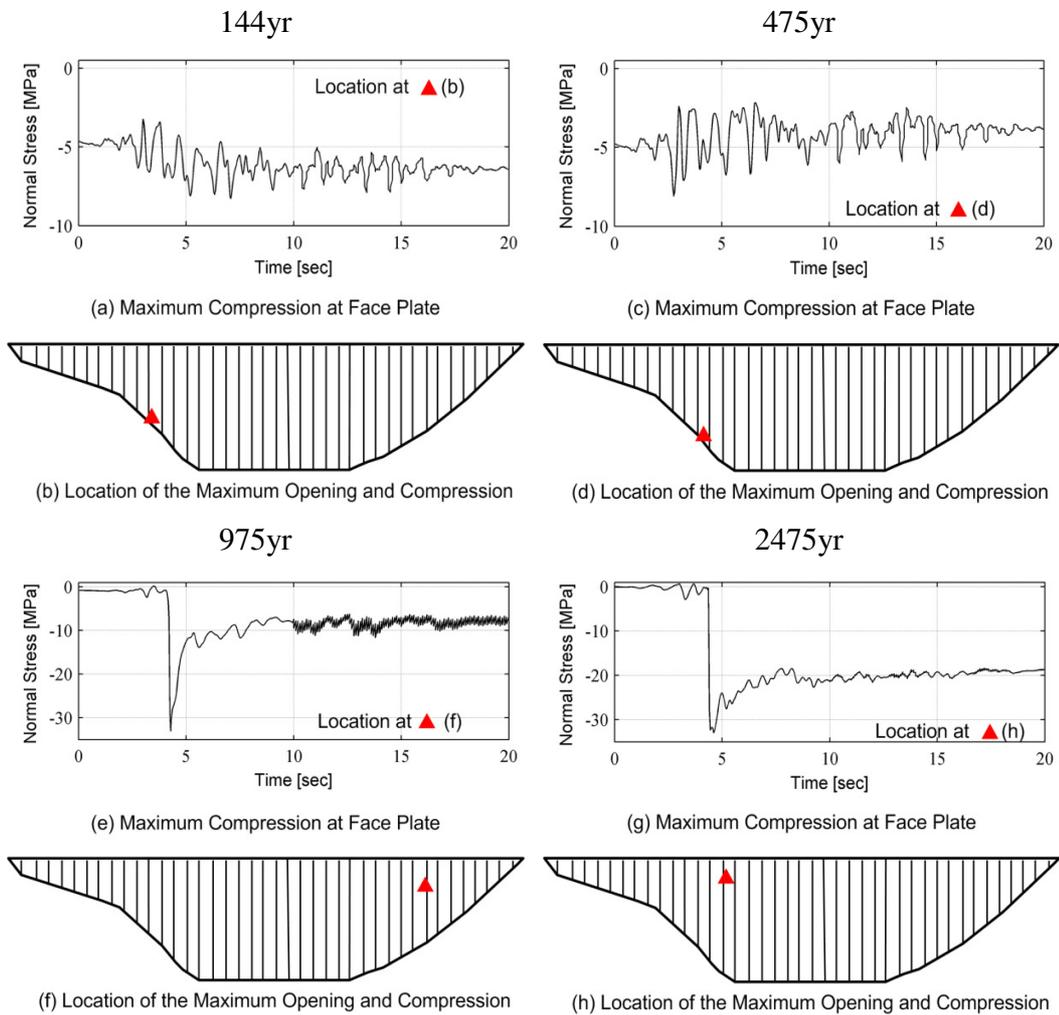 144yr
475yr
Normal Stress [MPa]
0
-5
-10
Location at (b)
0 5 10 15 20
Time [sec]
(a) Maximum Compression at Face Plate
Normal Stress [MPa]
0
-5
-10
Location at (d)
0 5 10 15 20
Time [sec]
(c) Maximum Compression at Face Plate
(b) Location of the Maximum Opening and Compression
(d) Location of the Maximum Opening and Compression
975yr
2475yr
Normal Stress [MPa]
0
-10
-20
-30
Location at (f)
0 5 10 15 20
Time [sec]
(e) Maximum Compression at Face Plate
Normal Stress [MPa]
0
-10
-20
-30
Location at (h)
0 5 10 15 20
Time [sec]
(g) Maximum Compression at Face Plate
(f) Location of the Maximum Opening and Compression
(h) Location of the Maximum Opening and Compression